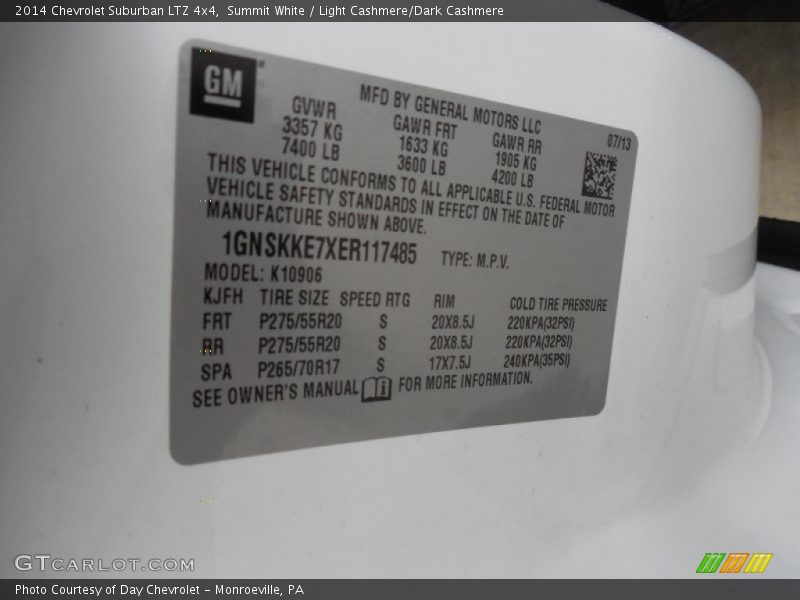 2014 Chevrolet Suburban LTZ 4x4, Summit White / Light Cashmere/Dark Cashmere
GM
MFD BY GENERAL MOTORS LLC
07/13
GVWR GAWR FRT GAWR RR
3357 KG 1633 KG 1905 KG
7400 LB 3600 LB 4200 LB
THIS VEHICLE CONFORMS TO ALL APPLICABLE U.S. FEDERAL MOTOR
VEHICLE SAFETY STANDARDS IN EFFECT ON THE DATE OF
MANUFACTURE SHOWN ABOVE.
1GNSKKE7XER117485 TYPE: M.P.V.
MODEL: K10906
KJFH TIRE SIZE SPEED RTG RIM COLD TIRE PRESSURE
FRT P275/55R20 S 20X8.5J 220KPA(32PSI)
RR P275/55R20 S 20X8.5J 220KPA(32PSI)
SPA P265/70R17 S 17X7.5J 240KPA(35PSI)
SEE OWNER'S MANUAL i FOR MORE INFORMATION.
GTCARLOT.COM
Photo Courtesy of Day Chevrolet - Monroeville, PA